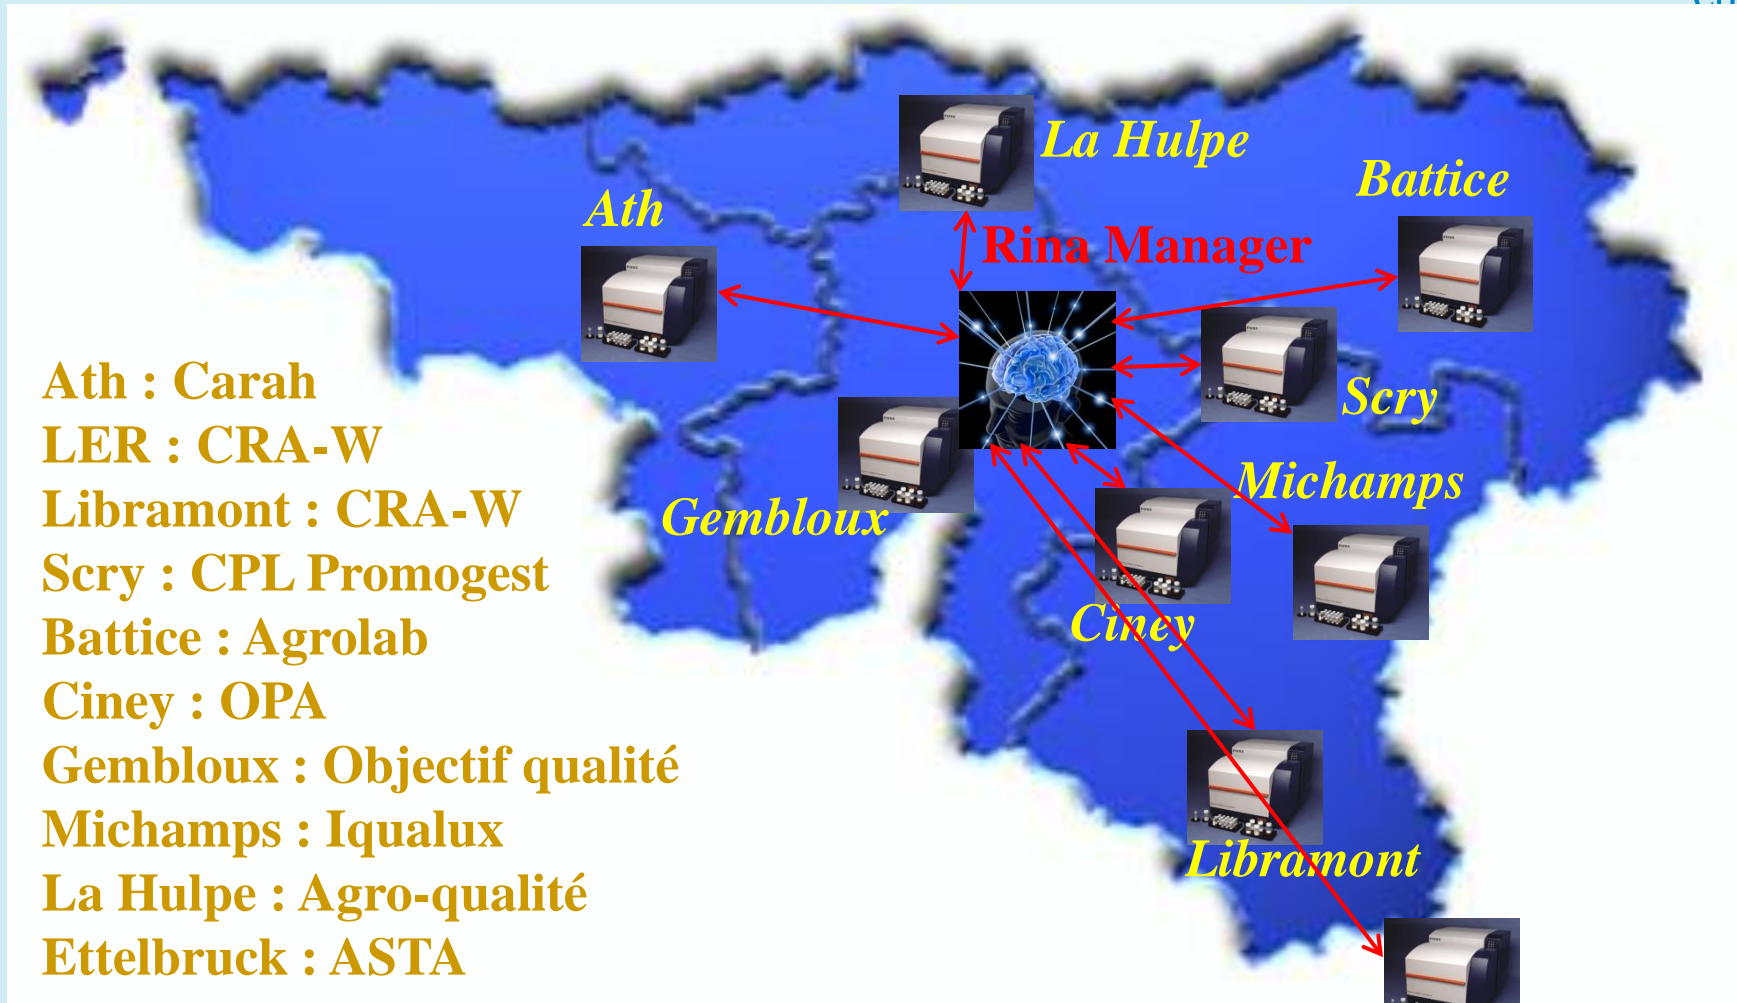 La Hulpe
Battice
Ath
Rina Manager
Scry
Michamps
Gembloux
Ciney
Libramont
Ath : Carah
LER : CRA-W
Libramont : CRA-W
Scry : CPL Promogest
Battice : Agrolab
Ciney : OPA
Gembloux : Objectif qualité
Michamps : Iqualux
La Hulpe : Agro-qualité
Ettelbruck : ASTA